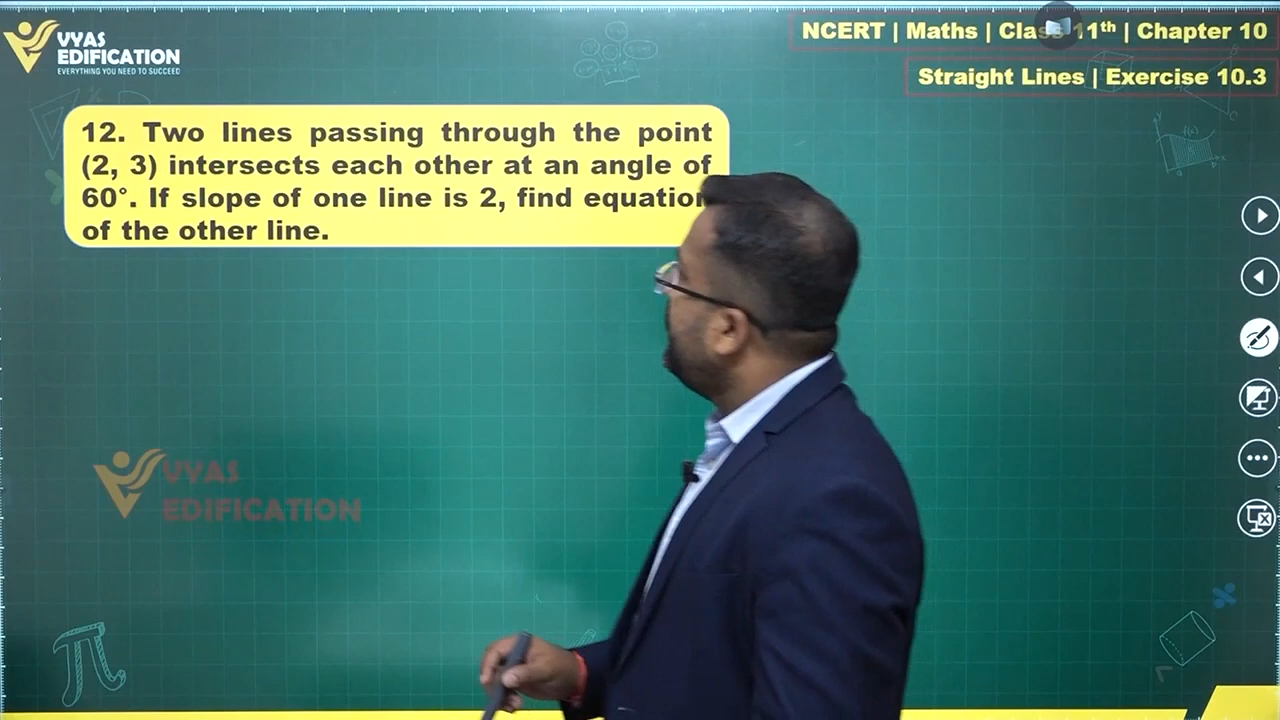 VYAS
EDIFICATION
EVERYTHING YOU NEED TO SUCCEED
NCERT | Maths | Class 11th | Chapter 10
Straight Lines | Exercise 10.3
12. Two lines passing through the point
(2, 3) intersects each other at an angle of
60°. If slope of one line is 2, find equation
of the other line.
VYAS
EDIFICATION
π